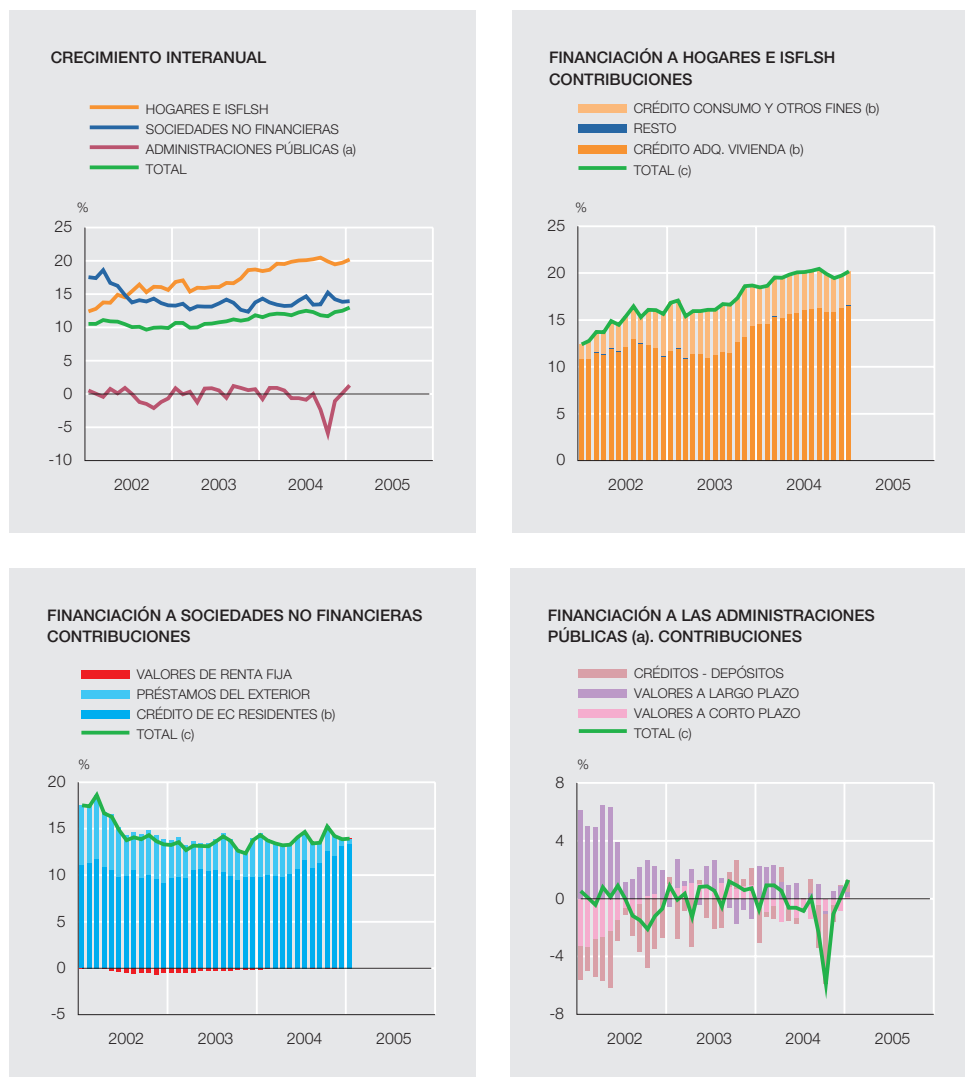 CRECIMIENTO INTERANUAL
HOGARES E ISFLSH
SOCIEDADES NO FINANCIERAS
ADMINISTRACIONES PÚBLICAS (a)
TOTAL
%
25
20
15
10
5
0
-5
-10
2002 2003 2004 2005
FINANCIACIÓN A HOGARES E ISFLSH
CONTRIBUCIONES
CRÉDITO CONSUMO Y OTROS FINES (b)
RESTO
CRÉDITO ADQ. VIVIENDA (b)
TOTAL (c)
%
25
20
15
10
5
0
2002 2003 2004 2005
FINANCIACIÓN A SOCIEDADES NO FINANCIERAS
CONTRIBUCIONES
VALORES DE RENTA FIJA
PRÉSTAMOS DEL EXTERIOR
CRÉDITO DE EC RESIDENTES (b)
TOTAL (c)
%
20
15
10
5
0
-5
2002 2003 2004 2005
FINANCIACIÓN A LAS ADMINISTRACIONES
PÚBLICAS (a). CONTRIBUCIONES
CRÉDITOS - DEPÓSITOS
VALORES A LARGO PLAZO
VALORES A CORTO PLAZO
TOTAL (c)
%
8
4
0
-4
-8
2002 2003 2004 2005